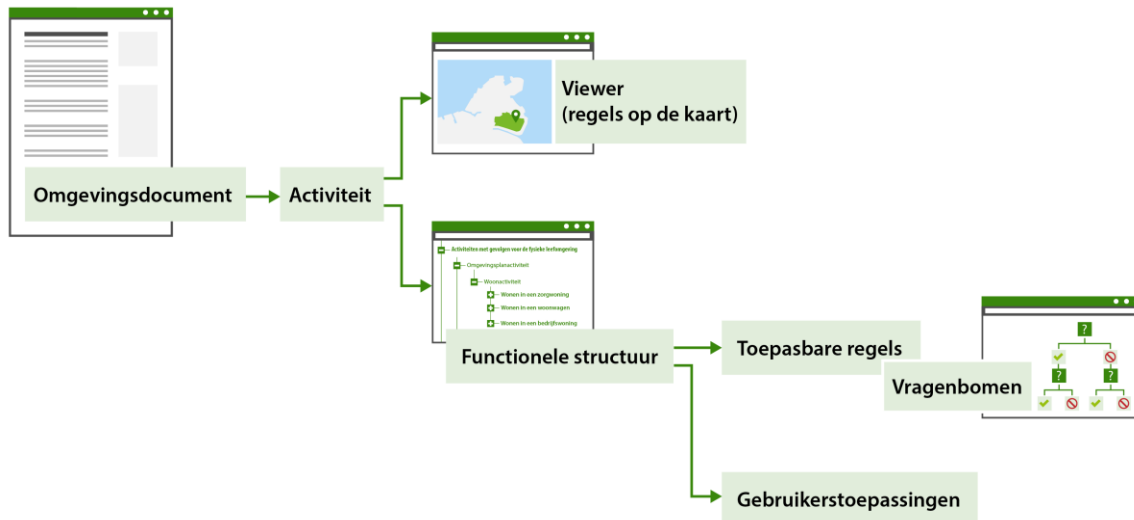 Viewer
(regels op de kaart)
Omgevingsdocument
Activiteit
Activiteiten met gevolgen voor de fysieke leefomgeving
Omgevingsplanactiviteit
Woonactiviteit
Wonen in een zorgwoning
Wonen in een woonwagen
Wonen in een bedrijfswoning
Functionele structuur
Toepasbare regels
Vragenbomen
?
?
?
Gebruikerstoepassingen